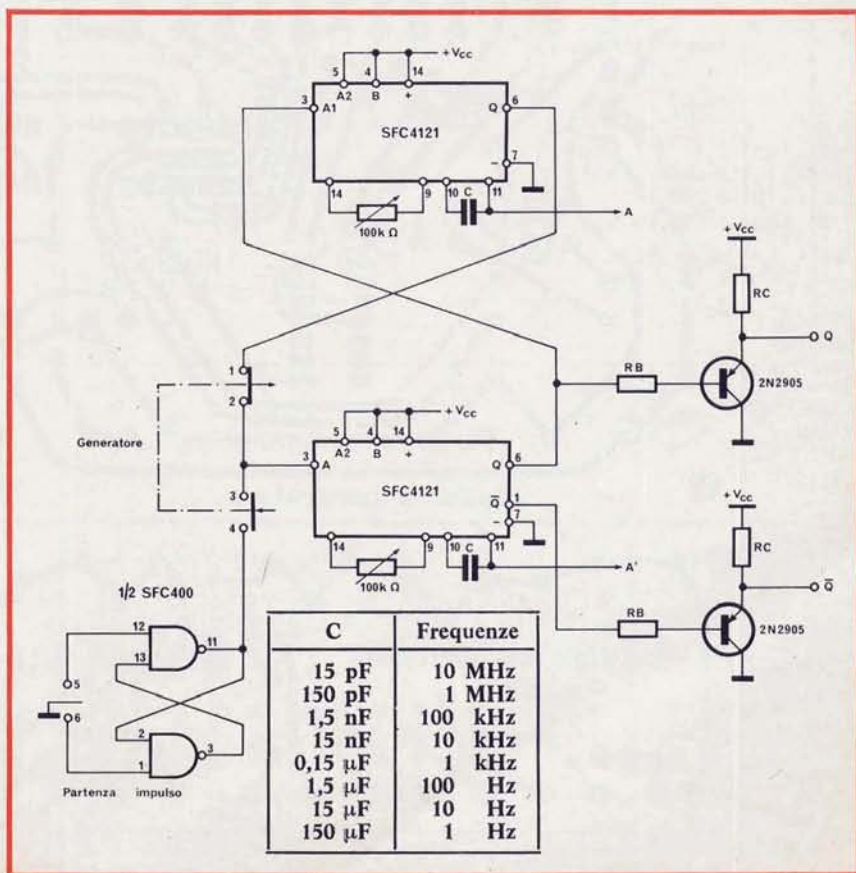 + Vcc
5 4 14
A2 B +
3 A1 Q 6
SFC4121
7
–
14 9 10 C 11
100k Ω
A
+ Vcc
RC
Q
RB
2N2905
1
2
Generatore
3
4
+ Vcc
5 4 14
A2 B +
3 A Q 6
SFC4121
Q̅ 1
– 7
14 9 10 C 11
100k Ω
A'
+ Vcc
RC
Q̅
RB
2N2905
1/2 SFC400
12
11
13
5
6
2
3
1
Partenza impulso
C Frequenze
15 pF 10 MHz
150 pF 1 MHz
1,5 nF 100 kHz
15 nF 10 kHz
0,15 µF 1 kHz
1,5 µF 100 Hz
15 µF 10 Hz
150 µF 1 Hz